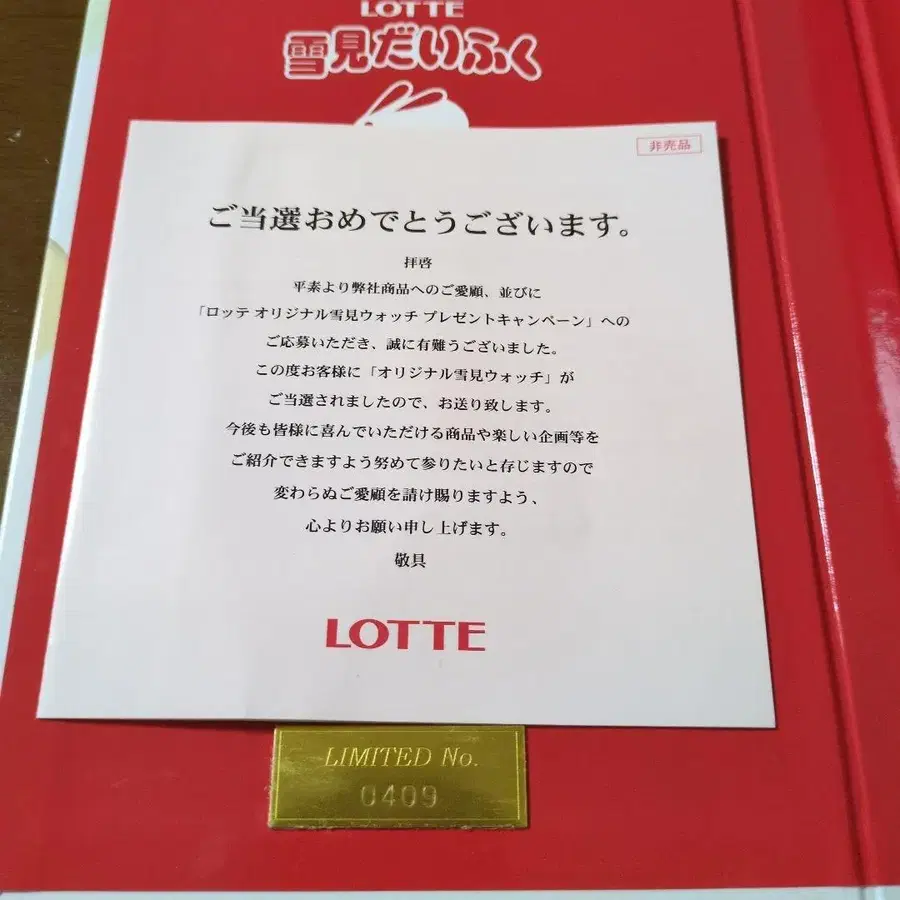 LOTTE
雪見だいふく
非売品
ご当選おめでとうございます。
拝啓
平素より弊社商品へのご愛顧、並びに
「ロッテ オリジナル雪見ウォッチ プレゼントキャンペーン」への
ご応募いただき、誠に有難うございました。
この度お客様に「オリジナル雪見ウォッチ」が
ご当選されましたので、お送り致します。
今後も皆様に喜んでいただける商品や楽しい企画等を
ご紹介できますよう努めて参りたいと存じますので
変わらぬご愛顧を請け賜りますよう、
心よりお願い申し上げます。
敬具
LOTTE
LIMITED No.
0409